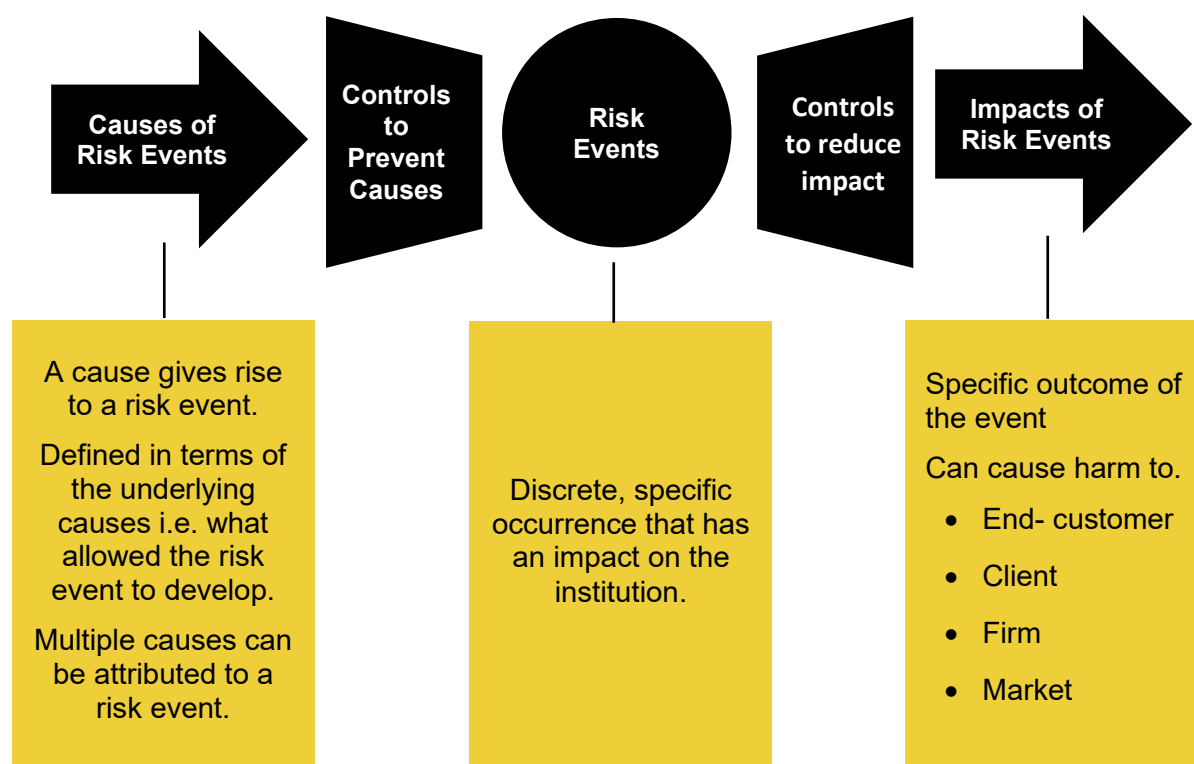 Causes of
Risk Events
Controls
to
Prevent
Causes
Risk
Events
Controls
to reduce
impact
Impacts of
Risk Events
A cause gives rise
to a risk event.
Defined in terms of
the underlying
causes i.e. what
allowed the risk
event to develop.
Multiple causes can
be attributed to a
risk event.
Discrete, specific
occurrence that has
an impact on the
institution.
Specific outcome of
the event
Can cause harm to.
• End- customer
• Client
• Firm
• Market